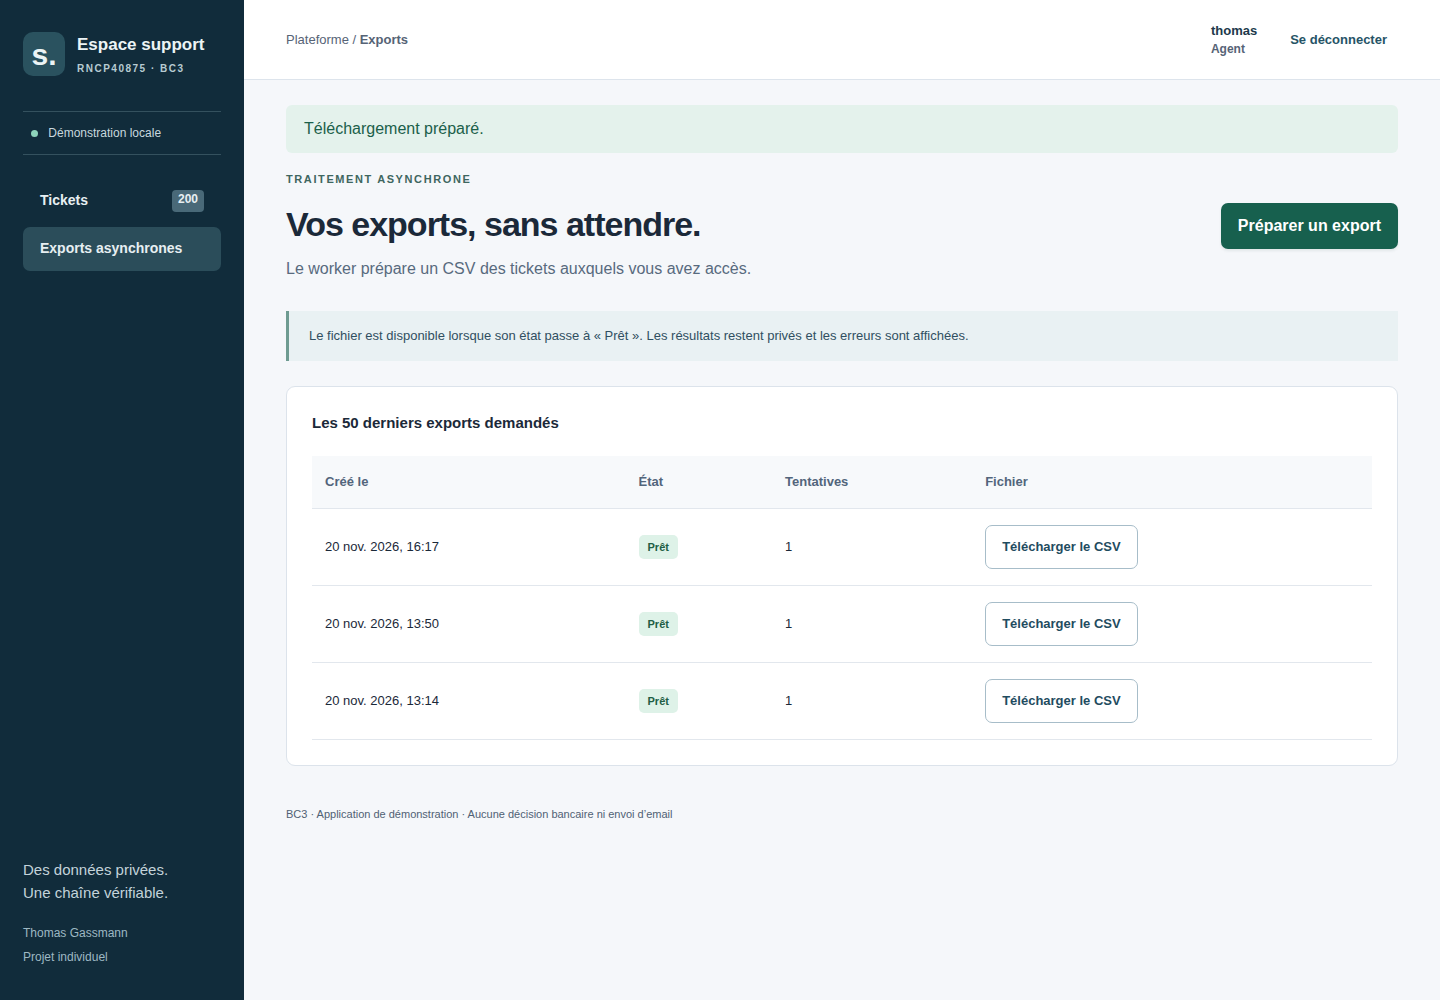 s.
Espace support
RNCP40875 · BC3
Démonstration locale
Tickets 200
Exports asynchrones
Des données privées.
Une chaîne vérifiable.
Thomas Gassmann
Projet individuel
Plateforme / Exports
thomas
Agent
Se déconnecter
Téléchargement préparé.
TRAITEMENT ASYNCHRONE
Vos exports, sans attendre.
Préparer un export
Le worker prépare un CSV des tickets auxquels vous avez accès.
Le fichier est disponible lorsque son état passe à « Prêt ». Les résultats restent privés et les erreurs sont affichées.
Les 50 derniers exports demandés
Créé le État Tentatives Fichier
20 nov. 2026, 16:17 Prêt 1 Télécharger le CSV
20 nov. 2026, 13:50 Prêt 1 Télécharger le CSV
20 nov. 2026, 13:14 Prêt 1 Télécharger le CSV
BC3 · Application de démonstration · Aucune décision bancaire ni envoi d’email